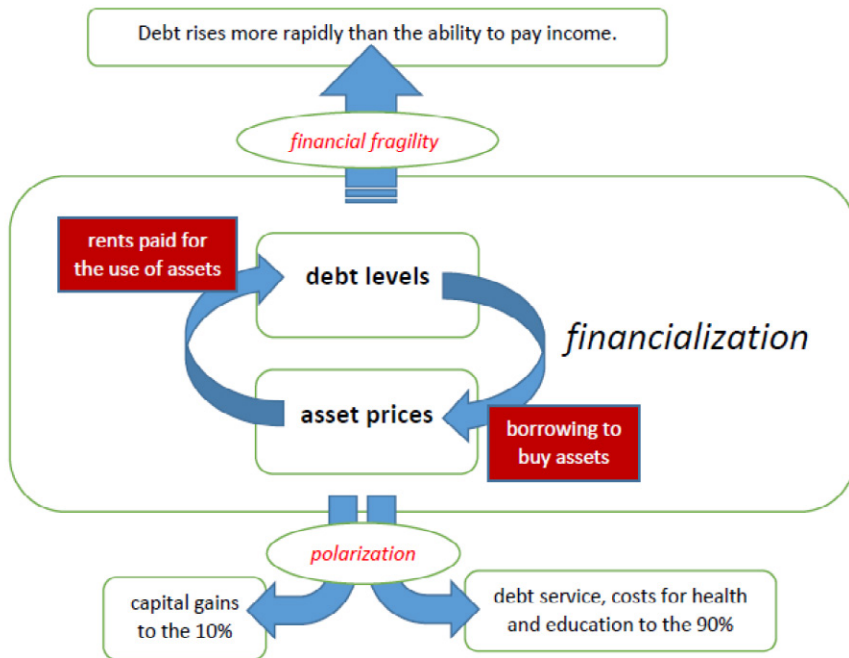 Debt rises more rapidly than the ability to pay income.
financial fragility
rents paid for
the use of assets
debt levels
financialization
asset prices
borrowing to
buy assets
polarization
capital gains
to the 10%
debt service, costs for health
and education to the 90%